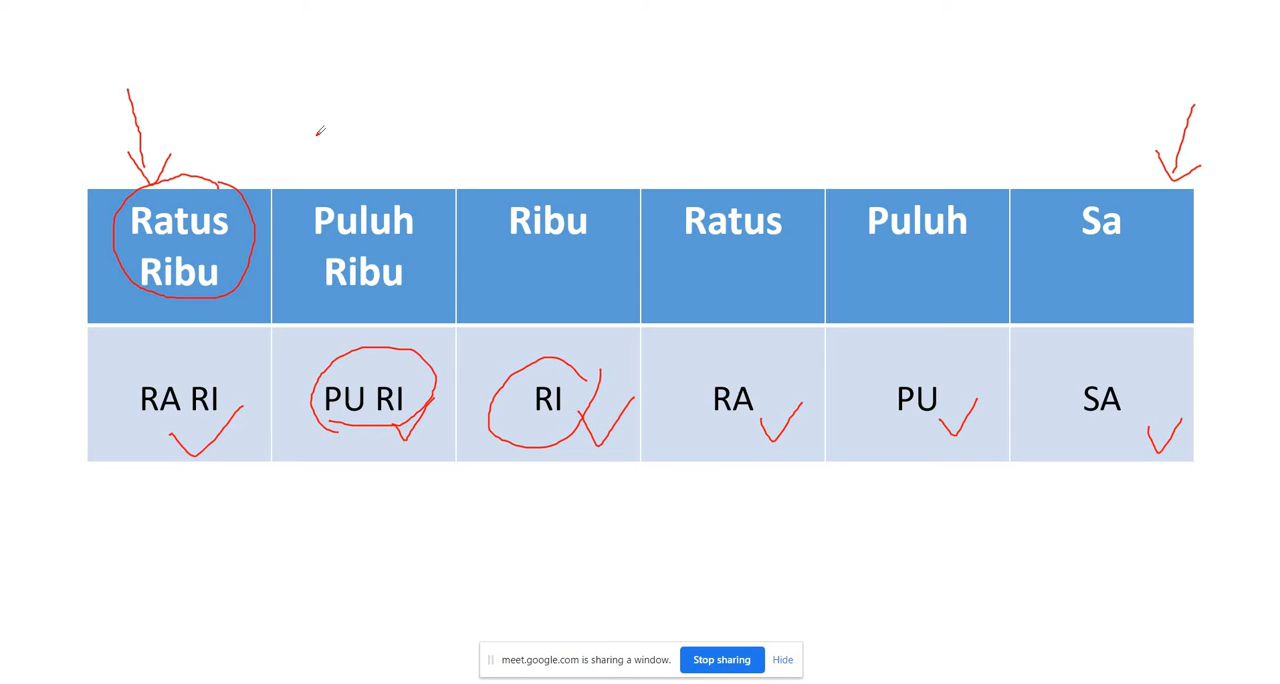 Ratus Ribu
Puluh Ribu
Ribu
Ratus
Puluh
Sa
RA RI
PU RI
RI
RA
PU
SA
meet.google.com is sharing a window.
Stop sharing
Hide